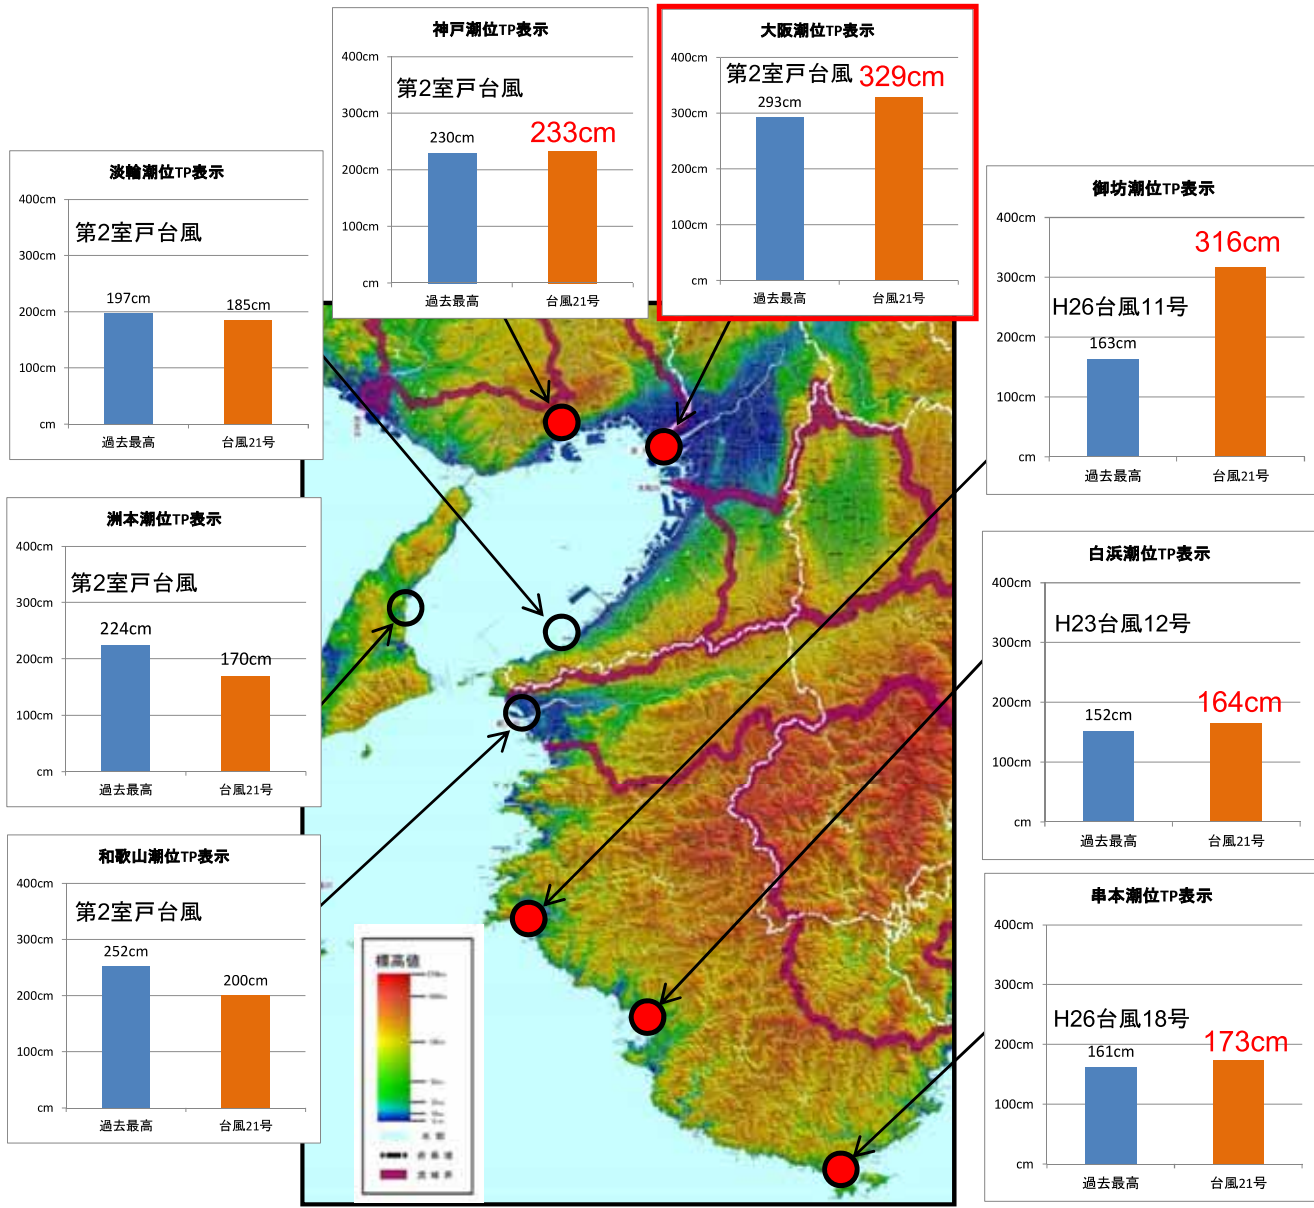 神戸潮位TP表示
400cm
300cm
200cm
100cm
cm
第2室戸台風
230cm
233cm
過去最高
台風21号
大阪潮位TP表示
400cm
300cm
200cm
100cm
cm
第2室戸台風
293cm
329cm
過去最高
台風21号
淡輪潮位TP表示
400cm
300cm
200cm
100cm
cm
第2室戸台風
197cm
185cm
過去最高
台風21号
御坊潮位TP表示
400cm
300cm
200cm
100cm
cm
H26台風11号
163cm
316cm
過去最高
台風21号
洲本潮位TP表示
400cm
300cm
200cm
100cm
cm
第2室戸台風
224cm
170cm
過去最高
台風21号
白浜潮位TP表示
400cm
300cm
200cm
100cm
cm
H23台風12号
152cm
164cm
過去最高
台風21号
和歌山潮位TP表示
400cm
300cm
200cm
100cm
cm
第2室戸台風
252cm
200cm
過去最高
台風21号
串本潮位TP表示
400cm
300cm
200cm
100cm
cm
H26台風18号
161cm
173cm
過去最高
台風21号
標高値